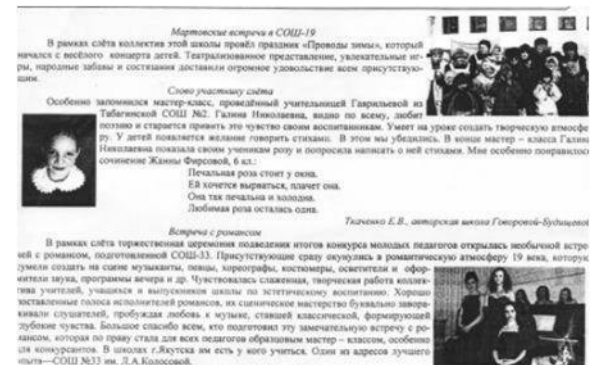 Мартовские встречи в СОШ-19
В рамках слёта коллектив этой школы провёл праздник «Проводы зимы», который
начался с весёлого концерта детей. Театрализованное представление, увлекательные иг-
ры, народные забавы и состязания доставили огромное удовольствие всем присутствую-
щим.
Слово участнику слёта
Особенно запомнился мастер-класс, проведённый учительницей Гаврильевой из
Табагинской СОШ №2. Галина Николаевна, видно по всему, любит
поэзию и старается привить это чувство своим воспитанникам. Умеет на уроке создать творческую атмосфе
ру. У детей появляется желание говорить стихами. В этом мы убедились. В конце мастер – класса Галина
Николаевна показала своим ученикам розу и попросила написать о ней стихами. Мне особенно понравилось
сочинение Жанны Фирсовой, 6 кл.:
Печальная роза стоит у окна.
Ей хочется вырваться, плачет она.
Она так печальна и холодна.
Любимая роза осталась одна.
Ткаченко Е.В., авторская школа Говоровой-Будищевой
Встреча с романсом
В рамках слёта торжественная церемония подведения итогов конкурса молодых педагогов открылась необычной встре
чей с романсом, подготовленной СОШ-33. Присутствующие сразу окунулись в романтическую атмосферу 19 века, которую
сумели создать на сцене музыканты, певцы, хореографы, костюмеры, осветители и офор-
мители звука, программы вечера и др. Чувствовалась слаженная, творческая работа коллек-
тива учителей, учащихся и выпускников школы по эстетическому воспитанию. Хорошо
поставленные голоса исполнителей романсов, их сценическое мастерство буквально завора-
живали слушателей, пробуждая любовь к музыке, ставшей классической, формирующей
глубокие чувства. Большое спасибо всем, кто подготовил эту замечательную встречу с ро-
мансом, которая по праву стала для всех педагогов образцовым мастер – классом, особенно
для конкурсантов. В школах г.Якутска им есть у кого учиться. Один из адресов лучшего
опыта—СОШ №33 им. Л.А.Колосовой.